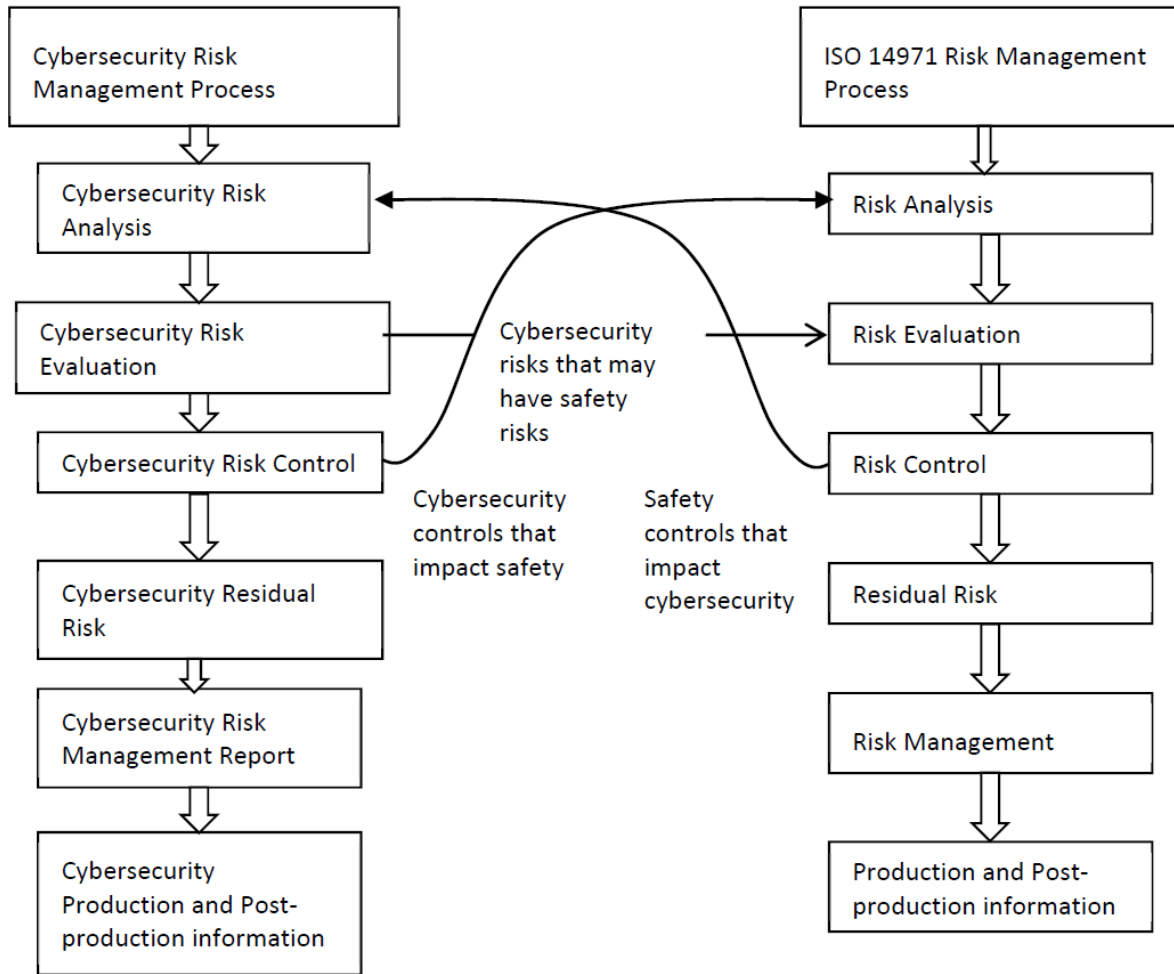 Cybersecurity Risk
Management Process
Cybersecurity Risk
Analysis
Cybersecurity Risk
Evaluation
Cybersecurity Risk Control
Cybersecurity Residual
Risk
Cybersecurity Risk
Management Report
Cybersecurity
Production and Post-
production information
Cybersecurity
risks that may
have safety
risks
Cybersecurity
controls that
impact safety
Safety
controls that
impact
cybersecurity
ISO 14971 Risk Management
Process
Risk Analysis
Risk Evaluation
Risk Control
Residual Risk
Risk Management
Production and Post-
production information